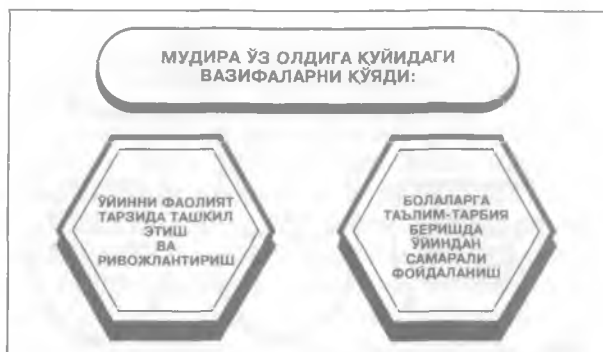 МУДИРА ЎЗ ОЛДИГА ҚУЙИДАГИ
ВАЗИФАЛАРНИ ҚЎЯДИ:
ЎЙИННИ ФАОЛИЯТ
ТАРЗИДА ТАШКИЛ
ЭТИШ
ВА
РИВОЖЛАНТИРИШ
БОЛАЛАРГА
ТАЪЛИМ-ТАРБИЯ
БЕРИШДА
ЎЙИНДАН
САМАРАЛИ
ФОЙДАЛАНИШ